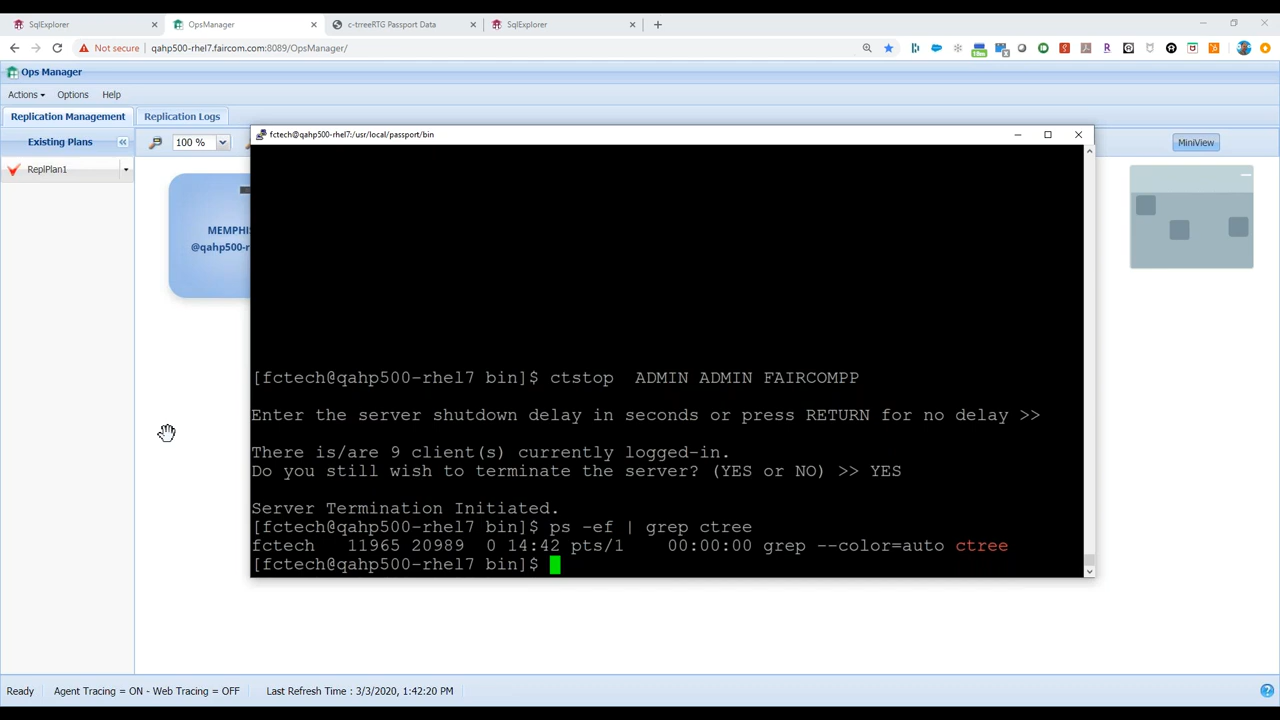 SqlExplorer
OpsManager
c-trreeRTG Passport Data
SqlExplorer
Not secure
qahp500-rhel7.faircom.com:8089/OpsManager/
Ops Manager
Actions
Options
Help
Replication Management
Replication Logs
Existing Plans
100 %
MiniView
ReplPlan1
MEMPHIS
@qahp500-r
fctech@qahp500-rhel7:/usr/local/passport/bin
[fctech@qahp500-rhel7 bin]$ ctstop  ADMIN ADMIN FAIRCOMPP
Enter the server shutdown delay in seconds or press RETURN for no delay >>
There is/are 9 client(s) currently logged-in.
Do you still wish to terminate the server? (YES or NO) >> YES
Server Termination Initiated.
[fctech@qahp500-rhel7 bin]$ ps -ef | grep ctree
fctech   11965 20989  0 14:42 pts/1    00:00:00 grep --color=auto ctree
[fctech@qahp500-rhel7 bin]$
Ready
Agent Tracing = ON - Web Tracing = OFF
Last Refresh Time : 3/3/2020, 1:42:20 PM